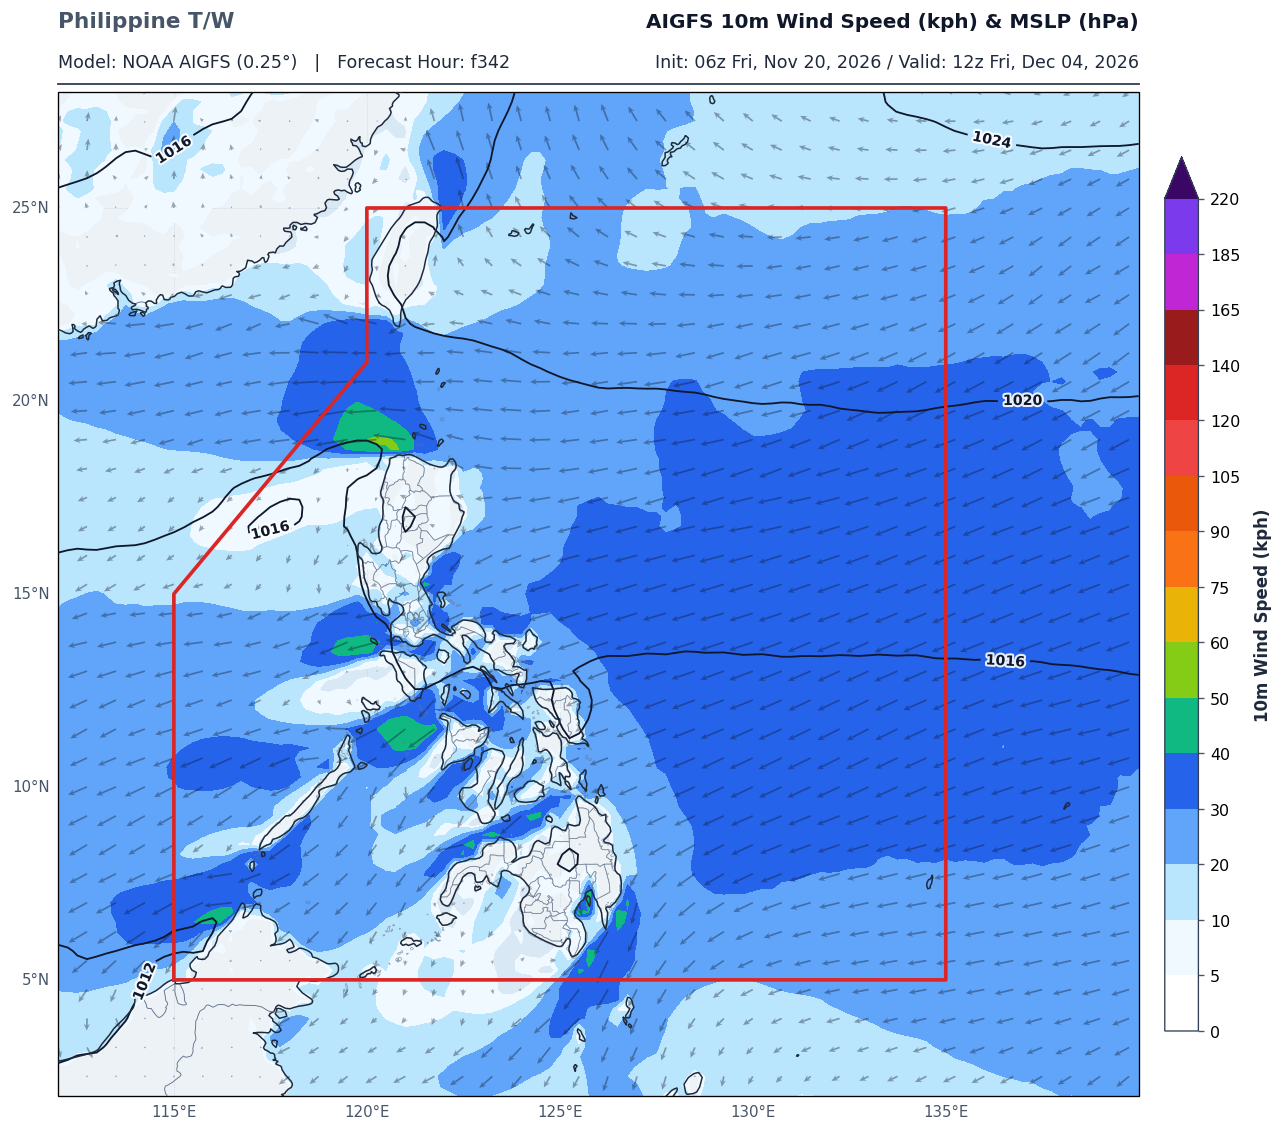 Philippine T/W
AIGFS 10m Wind Speed (kph) & MSLP (hPa)
Model: NOAA AIGFS (0.25°)   |   Forecast Hour: f342
Init: 06z Fri, Nov 20, 2026 / Valid: 12z Fri, Dec 04, 2026
1016
1024
25°N
20°N
1020
1016
15°N
1016
10°N
1012
5°N
115°E
120°E
125°E
130°E
135°E
220
185
165
140
120
105
90
75
60
50
40
30
20
10
5
0
10m Wind Speed (kph)